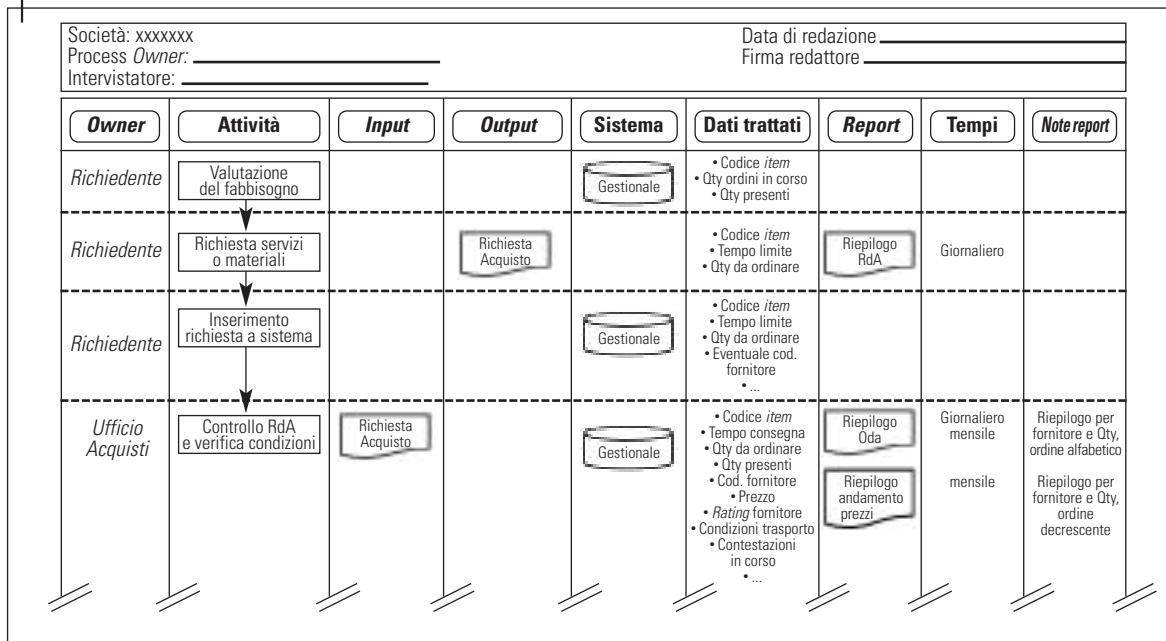 Società: xxxxxxx
Data di redazione
Process Owner:
Firma redattore
Intervistatore:
Owner
Attività
Input
Output
Sistema
Dati trattati
Report
Tempi
Note report
Richiedente
Valutazione
del fabbisogno
Gestionale
• Codice item
• Qty ordini in corso
• Qty presenti
Richiedente
Richiesta servizi
o materiali
Richiesta
Acquisto
• Codice item
• Tempo limite
• Qty da ordinare
Riepilogo
RdA
Giornaliero
Richiedente
Inserimento
richiesta a sistema
Gestionale
• Codice item
• Tempo limite
• Qty da ordinare
• Eventuale cod.
fornitore
• ...
Ufficio
Acquisti
Controllo RdA
e verifica condizioni
Richiesta
Acquisto
Gestionale
• Codice item
• Tempo consegna
• Qty da ordinare
• Qty presenti
• Cod. fornitore
• Prezzo
• Rating fornitore
• Condizioni trasporto
• Contestazioni
in corso
• ...
Riepilogo
Oda
Giornaliero
mensile
Riepilogo per
fornitore e Qty,
ordine alfabetico
Riepilogo
andamento
prezzi
mensile
Riepilogo per
fornitore e Qty,
ordine
decrescente